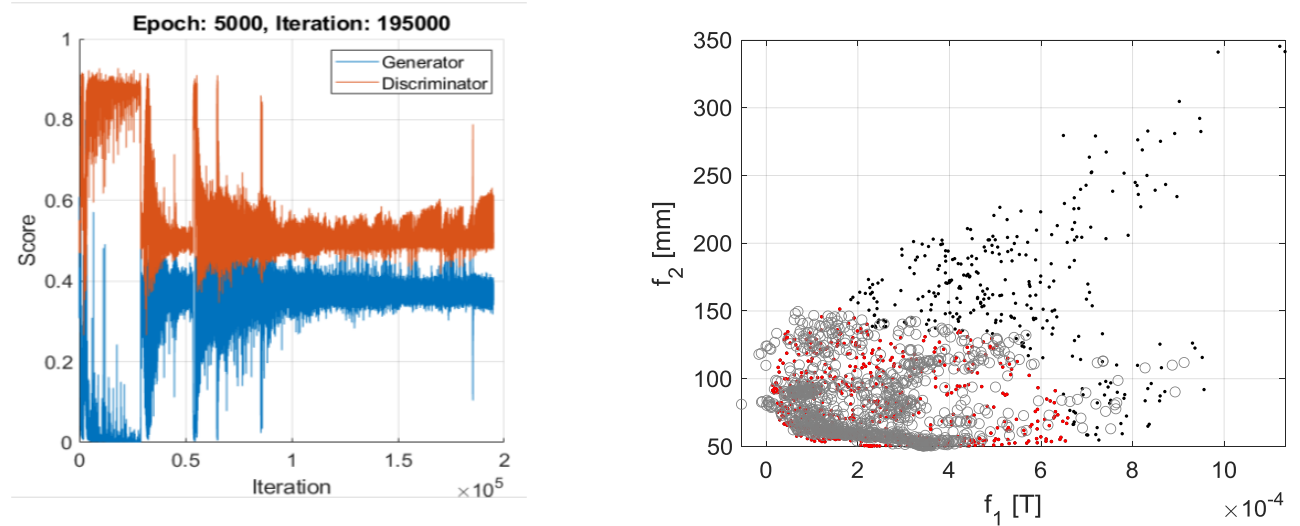 Epoch: 5000, Iteration: 195000
Generator
Discriminator
Score
1
0.8
0.6
0.4
0.2
0
0 0.5 1 1.5 2
Iteration ×10⁵
f₂ [mm]
350
300
250
200
150
100
50
0 2 4 6 8 10
f₁ [T] ×10⁻⁴